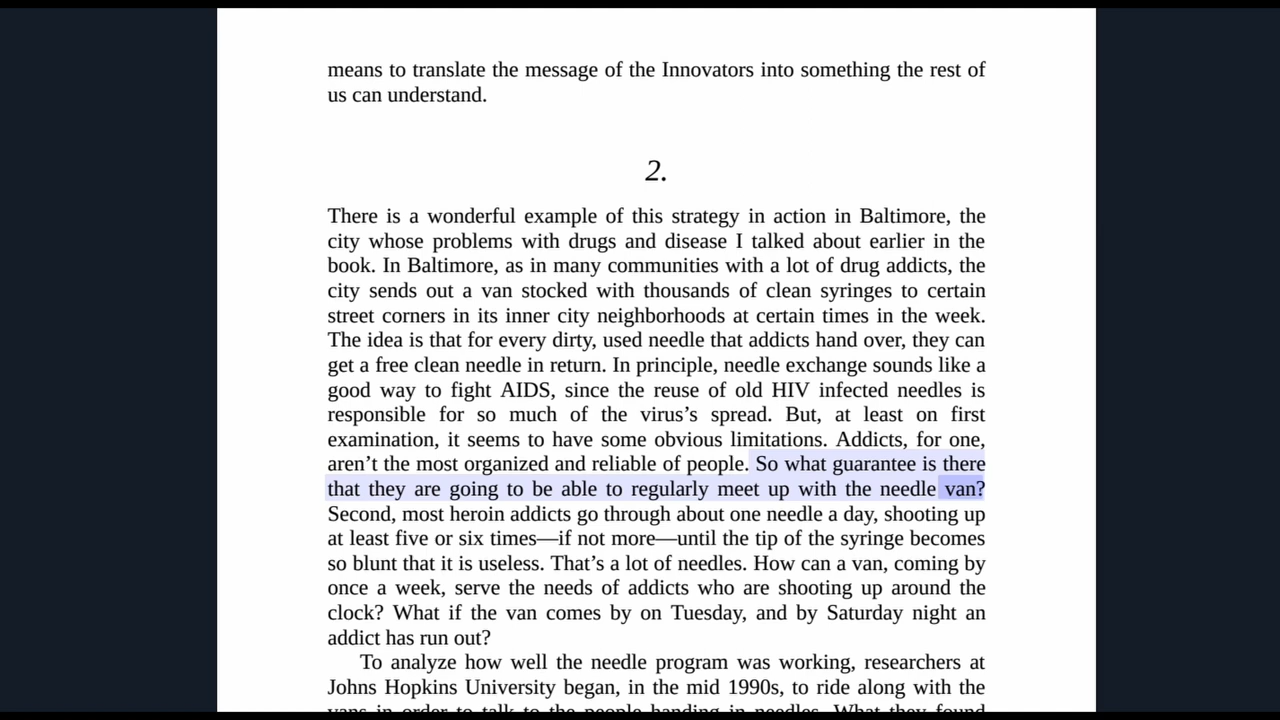 means to translate the message of the Innovators into something the rest of
us can understand.
2.
There is a wonderful example of this strategy in action in Baltimore, the
city whose problems with drugs and disease I talked about earlier in the
book. In Baltimore, as in many communities with a lot of drug addicts, the
city sends out a van stocked with thousands of clean syringes to certain
street corners in its inner city neighborhoods at certain times in the week.
The idea is that for every dirty, used needle that addicts hand over, they can
get a free clean needle in return. In principle, needle exchange sounds like a
good way to fight AIDS, since the reuse of old HIV infected needles is
responsible for so much of the virus’s spread. But, at least on first
examination, it seems to have some obvious limitations. Addicts, for one,
aren’t the most organized and reliable of people. So what guarantee is there
that they are going to be able to regularly meet up with the needle van?
Second, most heroin addicts go through about one needle a day, shooting up
at least five or six times—if not more—until the tip of the syringe becomes
so blunt that it is useless. That’s a lot of needles. How can a van, coming by
once a week, serve the needs of addicts who are shooting up around the
clock? What if the van comes by on Tuesday, and by Saturday night an
addict has run out?
To analyze how well the needle program was working, researchers at
Johns Hopkins University began, in the mid 1990s, to ride along with the
vans in order to talk to the people handing in needles. What they found